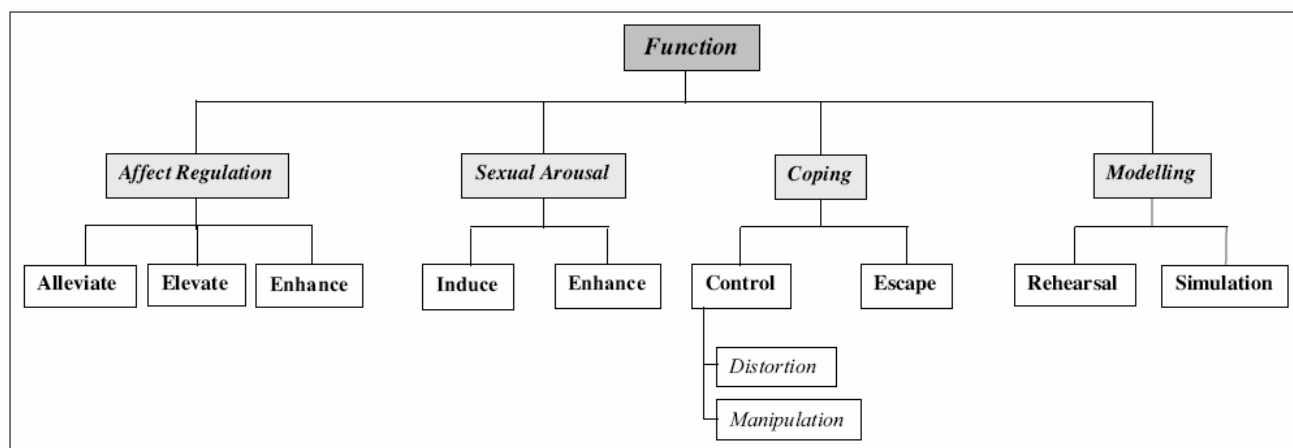 Function
Affect Regulation
Sexual Arousal
Coping
Modelling
Alleviate
Elevate
Enhance
Induce
Enhance
Control
Escape
Rehearsal
Simulation
Distortion
Manipulation